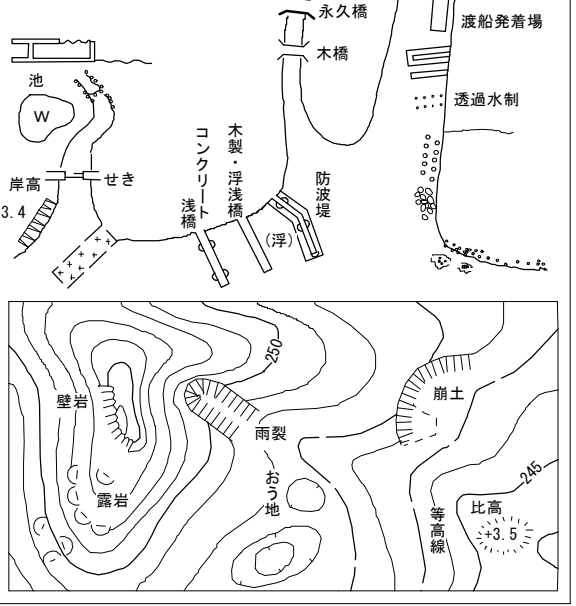 永久橋
渡船発着場
木橋
池
W
透過水制
コンクリート
浅橋
木製・浮浅橋
防波堤
せき
岸高
3.4
(浮)
250
壁岩
崩土
雨裂
おう地
露岩
等高線
245
比高
+3.5